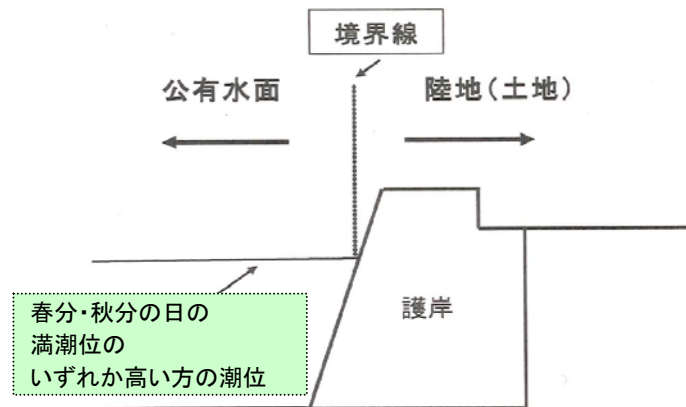 境界線
公有水面
陸地(土地)
護岸
春分・秋分の日の
満潮位の
いずれか高い方の潮位